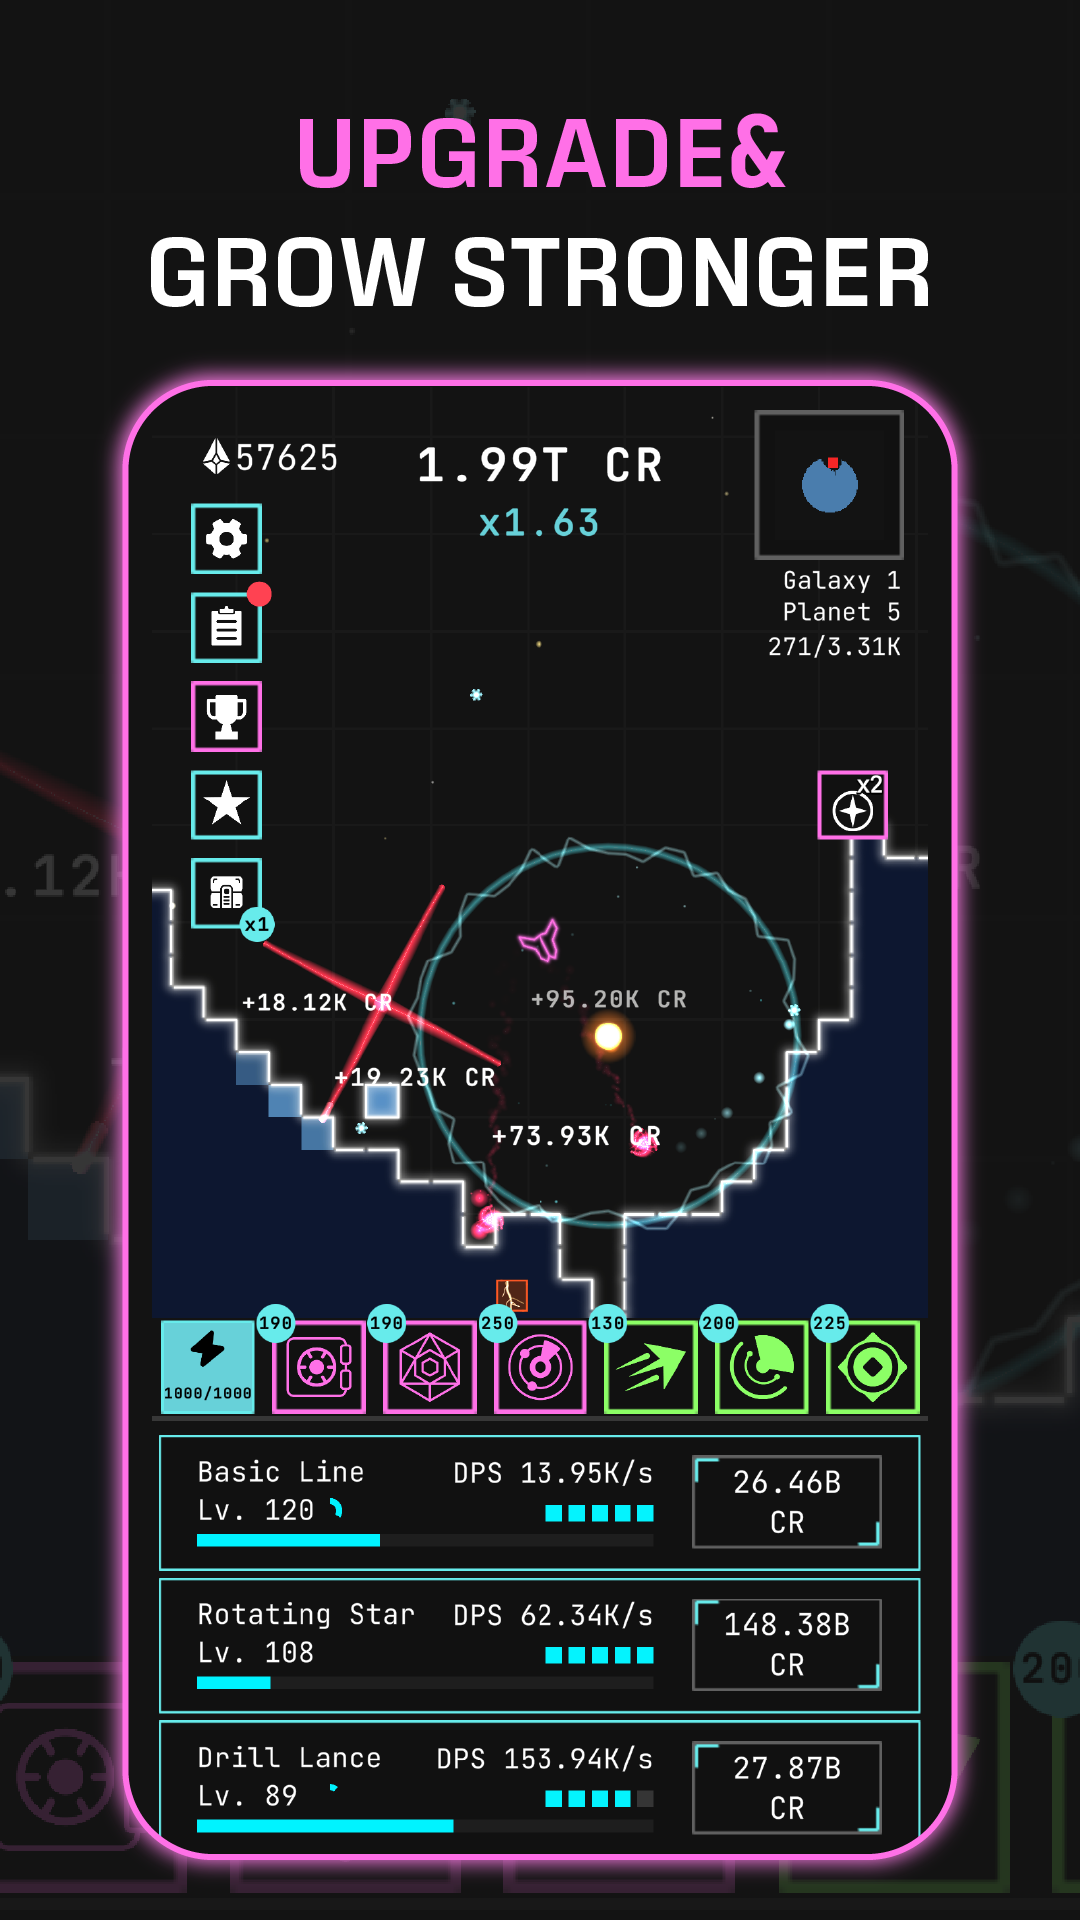 UPGRADE&
GROW STRONGER
57625
1.99T CR
x1.63
Galaxy 1
Planet 5
271/3.31K
x2
x1
+18.12K CR
+95.20K CR
+19.23K CR
+73.93K CR
190
190
250
130
200
225
1000/1000
Basic Line
DPS 13.95K/s
26.46B
CR
Lv. 120
Rotating Star
DPS 62.34K/s
148.38B
CR
Lv. 108
Drill Lance
DPS 153.94K/s
27.87B
CR
Lv. 89